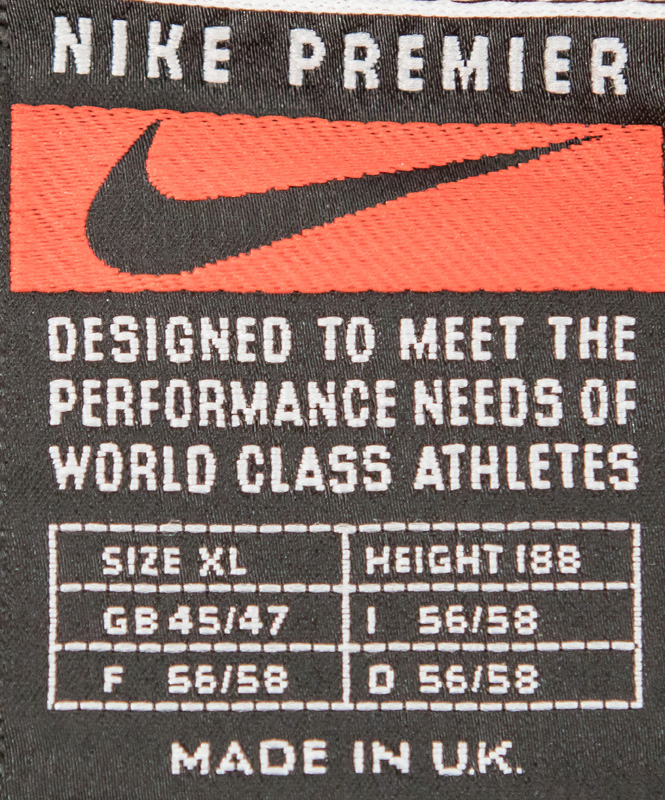 NIKE PREMIER
DESIGNED TO MEET THE
PERFORMANCE NEEDS OF
WORLD CLASS ATHLETES
SIZE XL HEIGHT 188
GB 45/47 I 56/58
F 56/58 D 56/58
MADE IN U.K.